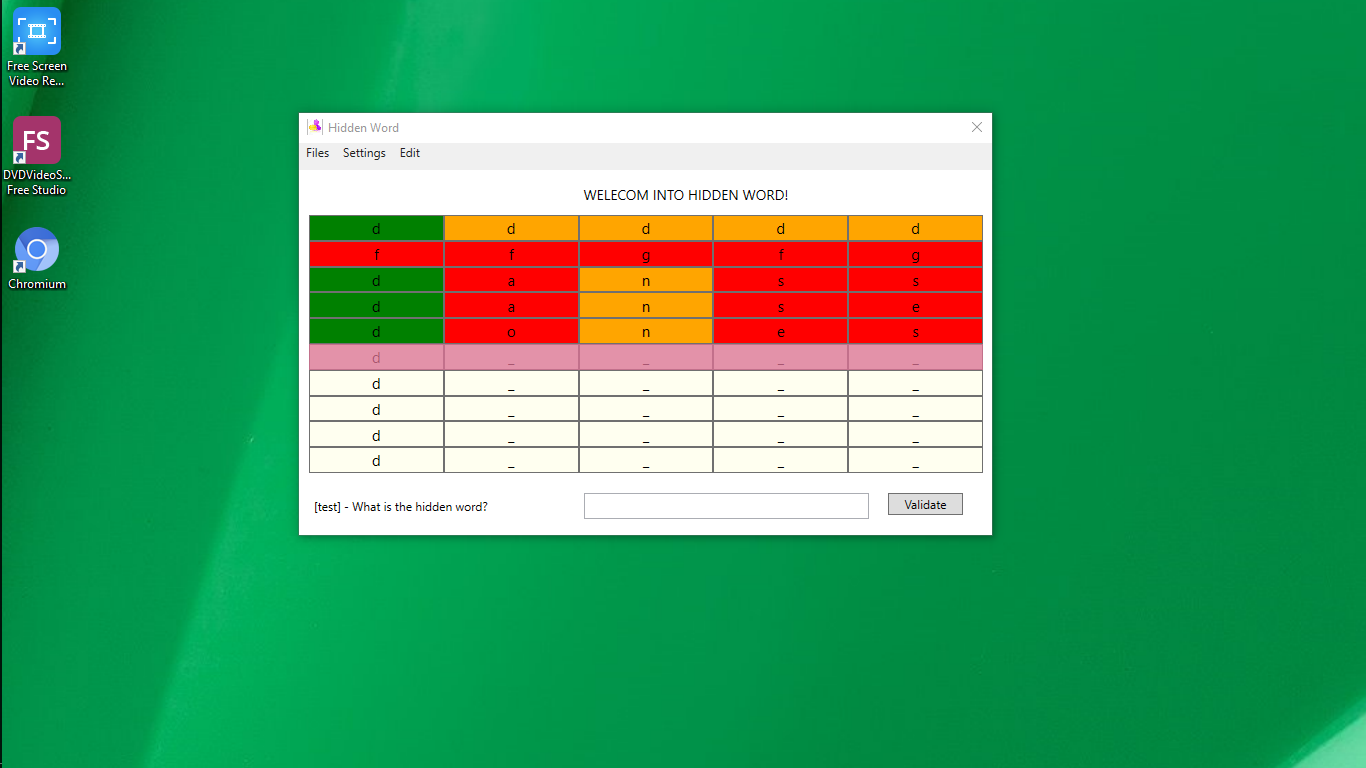 Free Screen
Video Re...
DVDVideoS...
Free Studio
Chromium
Hidden Word
Files Settings Edit
WELECOM INTO HIDDEN WORD!
d d d d d
f f g f g
d a n s s
d a n s e
d o n e s
d _ _ _ _
d _ _ _ _
d _ _ _ _
d _ _ _ _
d _ _ _ _
[test] - What is the hidden word? Validate
FS